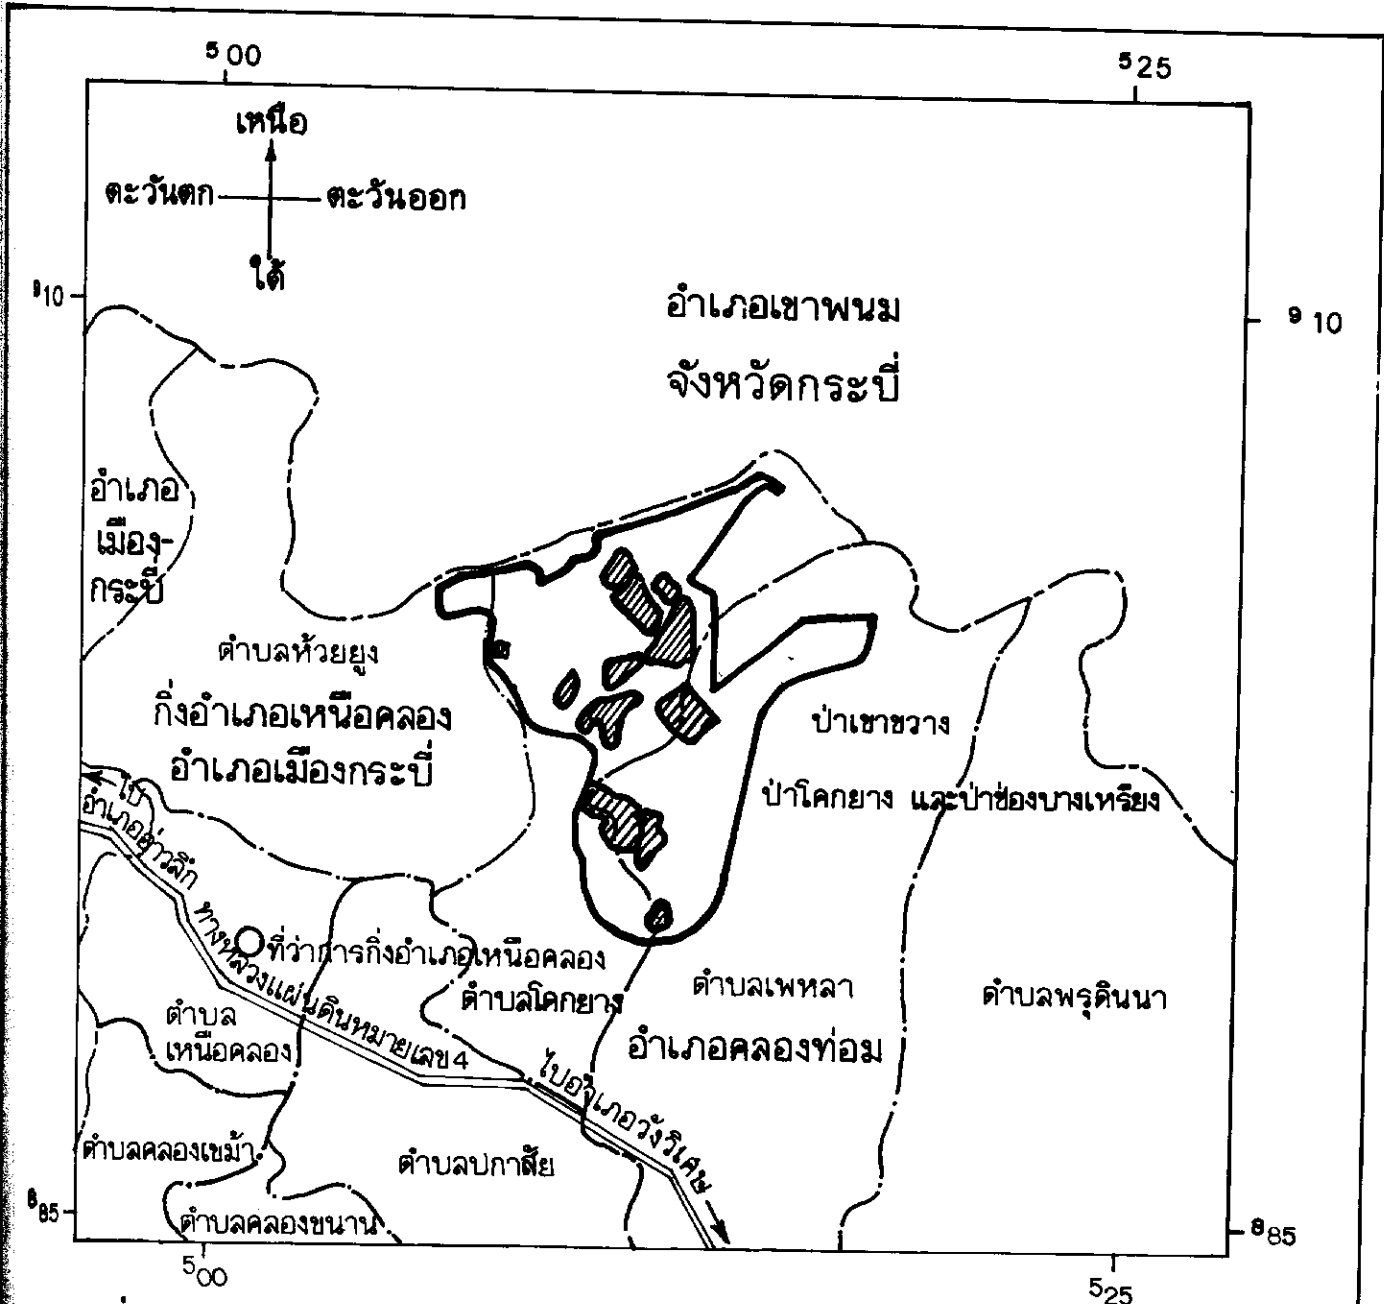 500
525
เหนือ
ตะวันตก
ตะวันออก
ใต้
910
910
อำเภอเขาพนม
จังหวัดกระบี่
อำเภอ
เมือง-
กระบี่
ตำบลห้วยยูง
กิ่งอำเภอเหนือคลอง
อำเภอเมืองกระบี่
ป่าเขาขวาง
ป่าโคกยาง และป่าช่องบางเหรียง
ไป
อำเภออ่าวลึก
ทางหลวงแผ่นดินหมายเลข4
ที่ว่าการกิ่งอำเภอเหนือคลอง
ตำบลโคกยาง
ตำบลเพหลา
ตำบลพรุดินนา
ตำบล
เหนือคลอง
อำเภอคลองท่อม
ไปอำเภอวังวิเศษ
ตำบลคลองเขม้า
ตำบลปกาสัย
ตำบลคลองขนาน
885
885
500
525